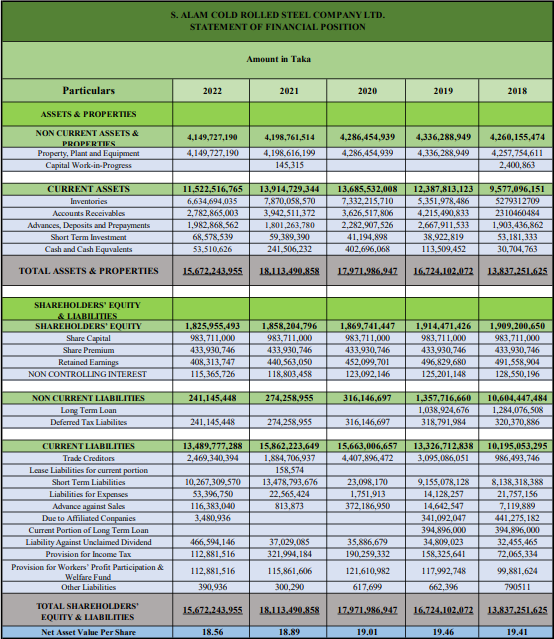 S. ALAM COLD ROLLED STEEL COMPANY LTD.
STATEMENT OF FINANCIAL POSITION
Amount in Taka
Particulars 2022 2021 2020 2019 2018
ASSETS & PROPERTIES
NON CURRENT ASSETS & PROPERTIES 4,149,727,190 4,198,761,514 4,286,454,939 4,336,288,949 4,260,155,474
Property, Plant and Equipment 4,149,727,190 4,198,616,199 4,286,454,939 4,336,288,949 4,257,754,611
Capital Work-in-Progress 145,315 2,400,863
CURRENT ASSETS 11,522,516,765 13,914,729,344 13,685,532,008 12,387,813,123 9,577,096,151
Inventories 6,634,694,035 7,870,058,570 7,332,215,710 5,351,978,486 5279312709
Accounts Receivables 2,782,865,003 3,942,511,372 3,626,517,806 4,215,490,833 2310460484
Advances, Deposits and Prepayments 1,982,868,562 1,801,263,780 2,282,907,526 2,667,911,533 1,903,436,862
Short Term Investment 68,578,539 59,389,390 41,194,898 38,922,819 53,181,333
Cash and Cash Equvalents 53,510,626 241,506,232 402,696,068 113,509,452 30,704,763
TOTAL ASSETS & PROPERTIES 15,672,243,955 18,113,490,858 17,971,986,947 16,724,102,072 13,837,251,625
SHAREHOLDERS' EQUITY
& LIABILITIES
SHAREHOLDERS' EQUITY 1,825,955,493 1,858,204,796 1,869,741,447 1,914,471,426 1,909,200,650
Share Capital 983,711,000 983,711,000 983,711,000 983,711,000 983,711,000
Share Premium 433,930,746 433,930,746 433,930,746 433,930,746 433,930,746
Retained Earnings 408,313,747 440,563,050 452,099,701 496,829,680 491,558,904
NON CONTROLLING INTEREST 115,365,726 118,803,458 123,092,146 125,201,148 128,550,196
NON CURRENT LIABILITIES 241,145,448 274,258,955 316,146,697 1,357,716,660 10,604,447,484
Long Term Loan 1,038,924,676 1,284,076,508
Deferred Tax Liabilites 241,145,448 274,258,955 316,146,697 318,791,984 320,370,886
CURRENT LIABILITIES 13,489,777,288 15,862,223,649 15,663,006,657 13,326,712,838 10,195,053,295
Trade Creditors 2,469,340,394 1,884,706,937 4,407,896,472 3,095,086,051 986,493,746
Lease Liabilities for current portion 158,574
Short Term Liabilities 10,267,309,570 13,478,793,676 23,098,170 9,155,078,128 8,138,318,388
Liabilities for Expenses 53,396,750 22,565,424 1,751,913 14,128,257 21,757,156
Advance against Sales 116,383,040 813,873 372,186,950 14,642,547 7,119,889
Due to Affiliated Conpanies 3,480,936 341,092,047 441,275,182
Current Portion of Long Term Loan 394,896,000 394,896,000
Liability Against Unclaimed Dividend 466,594,146 37,029,085 35,886,679 34,809,023 32,455,465
Provision for Income Tax 112,881,516 321,994,184 190,259,332 158,325,641 72,065,334
Provision for Workers' Profit Participation &
Welfare Fund 112,881,516 115,861,606 121,610,982 117,992,748 99,881,624
Other Liabilities 390,936 300,290 617,699 662,396 790511
TOTAL SHAREHOLDERS'
EQUITY & LIABILITIES 15,672,243,955 18,113,490,858 17,971,986,947 16,724,102,072 13,837,251,625
Net Asset Value Per Share 18.56 18.89 19.01 19.46 19.41